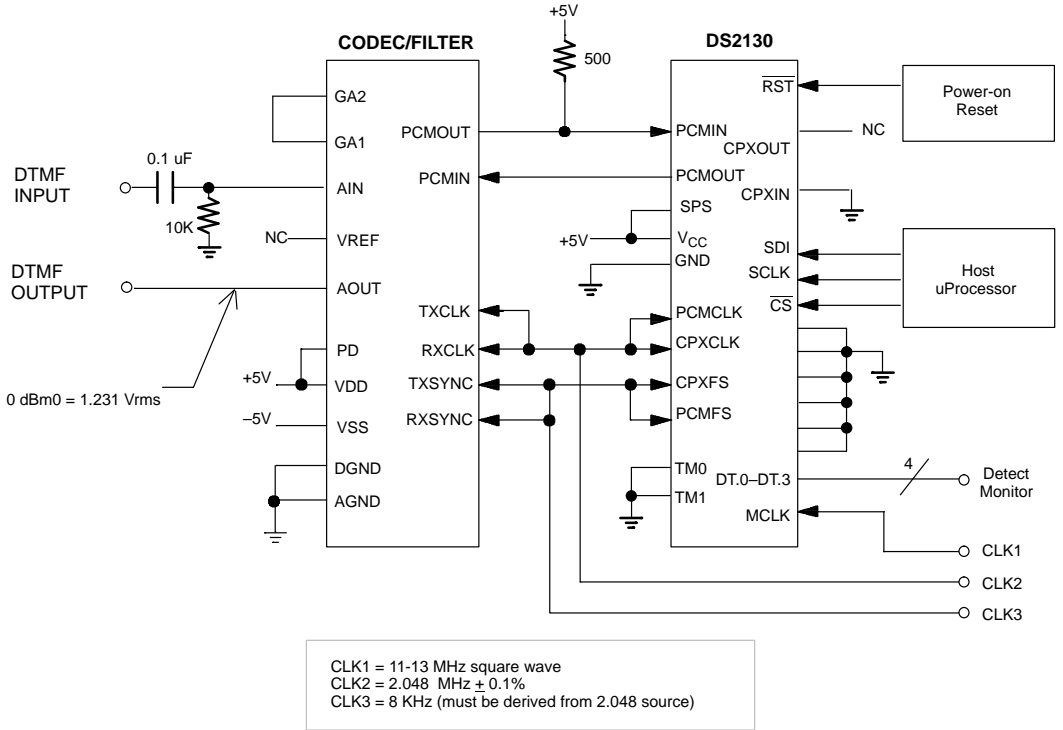 +5V
CODEC/FILTER
DS2130
500
GA2
GA1
PCMOUT
PCMIN
RST
Power-on
Reset
PCMIN
CPXOUT
NC
DTMF
INPUT
0.1 uF
10K
AIN
PCMOUT
CPXIN
SPS
NC
VREF
+5V
VCC
GND
SDI
SCLK
CS
Host
uProcessor
DTMF
OUTPUT
AOUT
TXCLK
RXCLK
PCMCLK
CPXCLK
0 dBm0 = 1.231 Vrms
+5V
PD
VDD
TXSYNC
CPXFS
–5V
VSS
RXSYNC
PCMFS
DGND
AGND
TM0
TM1
DT.0–DT.3
4
Detect
Monitor
MCLK
CLK1
CLK2
CLK3
CLK1 = 11-13 MHz square wave
CLK2 = 2.048 MHz ± 0.1%
CLK3 = 8 KHz (must be derived from 2.048 source)